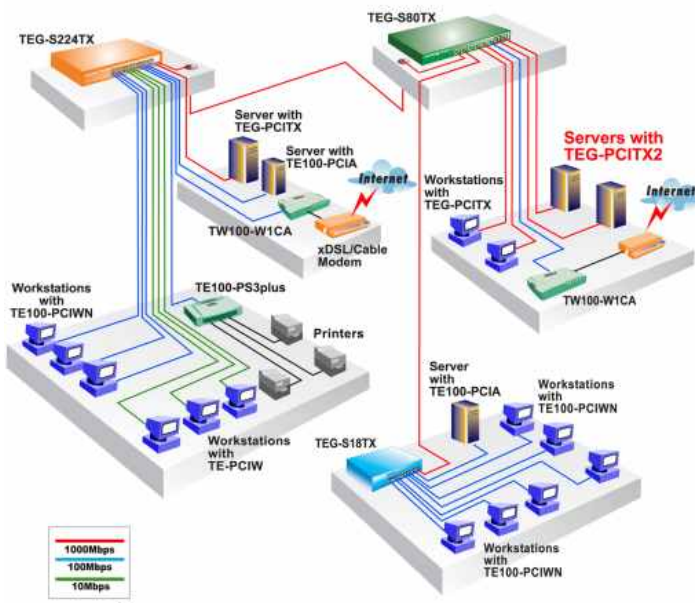 TEG-S224TX
TEG-S80TX
Server with
TEG-PCITX
Server with
TE100-PCIA
Internet
TW100-W1CA
xDSL/Cable
Modem
Servers with
TEG-PCITX2
Workstations
with
TEG-PCITX
Internet
TW100-W1CA
Workstations
with
TE100-PCIWN
TE100-PS3plus
Printers
Workstations
with
TE-PCIW
Server
with
TE100-PCIA
Workstations
with
TE100-PCIWN
TEG-S18TX
Workstations
with
TE100-PCIWN
1000Mbps
100Mbps
10Mbps